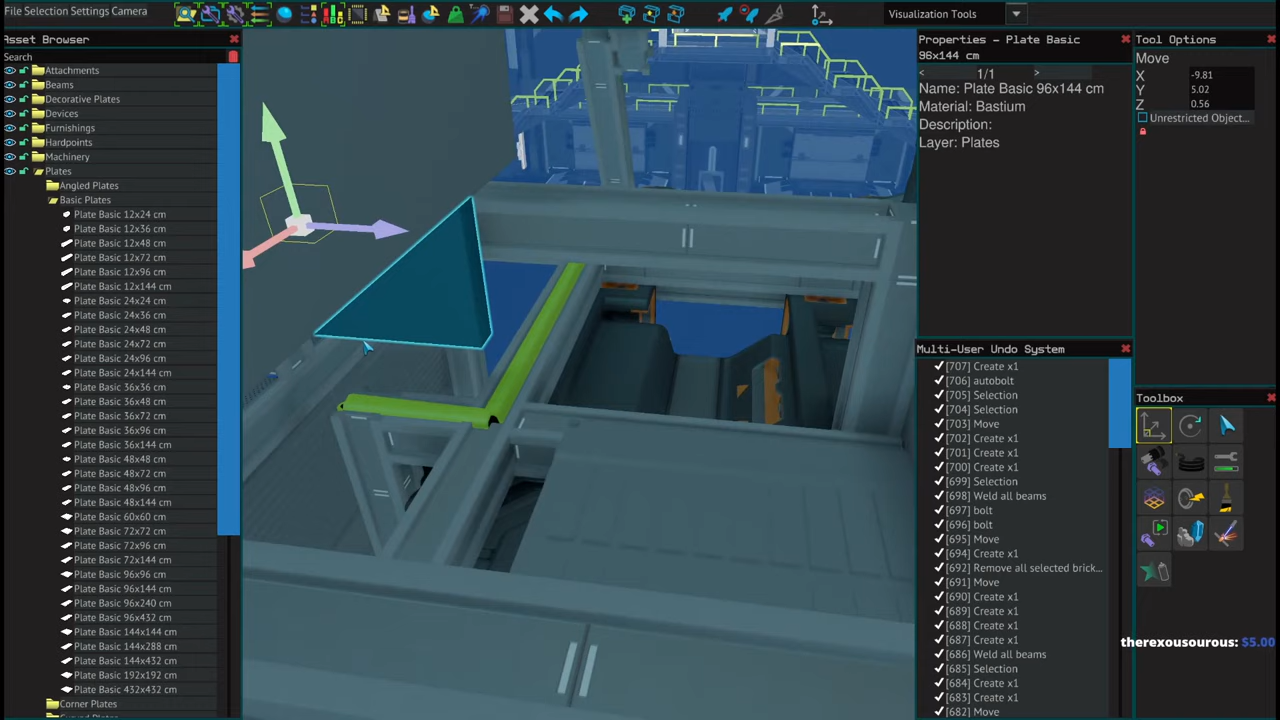 File Selection Settings Camera
Visualization Tools
Asset Browser
Search
Attachments
Beams
Decorative Plates
Devices
Furnishings
Hardpoints
Machinery
Plates
Angled Plates
Basic Plates
Plate Basic 12x24 cm
Plate Basic 12x36 cm
Plate Basic 12x48 cm
Plate Basic 12x72 cm
Plate Basic 12x96 cm
Plate Basic 12x144 cm
Plate Basic 24x24 cm
Plate Basic 24x36 cm
Plate Basic 24x48 cm
Plate Basic 24x72 cm
Plate Basic 24x96 cm
Plate Basic 24x144 cm
Plate Basic 36x36 cm
Plate Basic 36x48 cm
Plate Basic 36x72 cm
Plate Basic 36x96 cm
Plate Basic 36x144 cm
Plate Basic 48x48 cm
Plate Basic 48x72 cm
Plate Basic 48x96 cm
Plate Basic 48x144 cm
Plate Basic 60x60 cm
Plate Basic 72x72 cm
Plate Basic 72x96 cm
Plate Basic 72x144 cm
Plate Basic 96x96 cm
Plate Basic 96x144 cm
Plate Basic 96x240 cm
Plate Basic 96x432 cm
Plate Basic 144x144 cm
Plate Basic 144x288 cm
Plate Basic 144x432 cm
Plate Basic 192x192 cm
Plate Basic 432x432 cm
Corner Plates
Properties - Plate Basic
96x144 cm
< 1/1 >
Name: Plate Basic 96x144 cm
Material: Bastium
Description:
Layer: Plates
Tool Options
Move
X -9.81
Y 5.02
Z 0.56
Unrestricted Object...
Multi-User Undo System
[707] Create x1
[706] autobolt
[705] Selection
[704] Selection
[703] Move
[702] Create x1
[701] Create x1
[700] Create x1
[699] Selection
[698] Weld all beams
[697] bolt
[696] bolt
[695] Move
[694] Create x1
[692] Remove all selected brick...
[691] Move
[690] Create x1
[689] Create x1
[688] Create x1
[687] Create x1
[686] Weld all beams
[685] Selection
[684] Create x1
[683] Create x1
[682] Move
Toolbox
therexousourous: $5.00